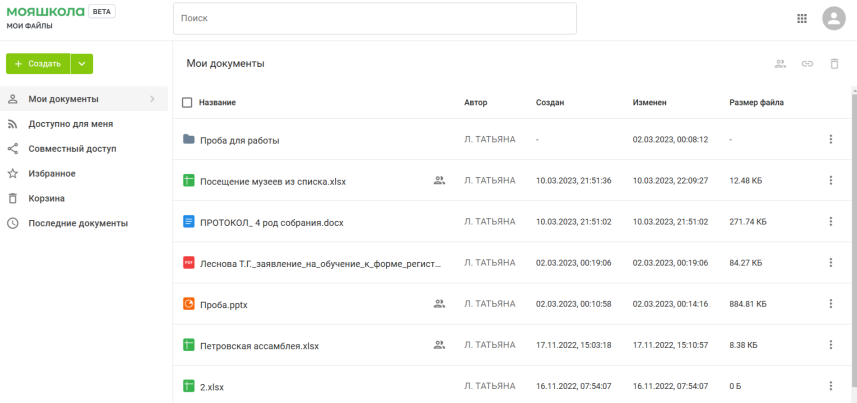 МОЯШКОЛА BETA
МОИ ФАЙЛЫ
Поиск
+ Создать
Мои документы
Доступно для меня
Совместный доступ
Избранное
Корзина
Последние документы
Мои документы
Название Автор Создан Изменен Размер файла
Проба для работы Л. ТАТЬЯНА - 02.03.2023, 00:08:12 -
Посещение музеев из списка.xlsx Л. ТАТЬЯНА 10.03.2023, 21:51:36 10.03.2023, 22:09:27 12.48 КБ
ПРОТОКОЛ_ 4 род собрания.docx Л. ТАТЬЯНА 10.03.2023, 21:51:02 10.03.2023, 21:51:02 271.74 КБ
PDF Леснова Т.Г._заявление_на_обучение_к_форме_регист... Л. ТАТЬЯНА 02.03.2023, 00:19:06 02.03.2023, 00:19:06 84.27 КБ
Проба.pptx Л. ТАТЬЯНА 02.03.2023, 00:10:58 02.03.2023, 00:14:16 884.81 КБ
Петровская ассамблея.xlsx Л. ТАТЬЯНА 17.11.2022, 15:03:18 17.11.2022, 15:10:57 8.38 КБ
2.xlsx Л. ТАТЬЯНА 16.11.2022, 07:54:07 16.11.2022, 07:54:07 0 Б